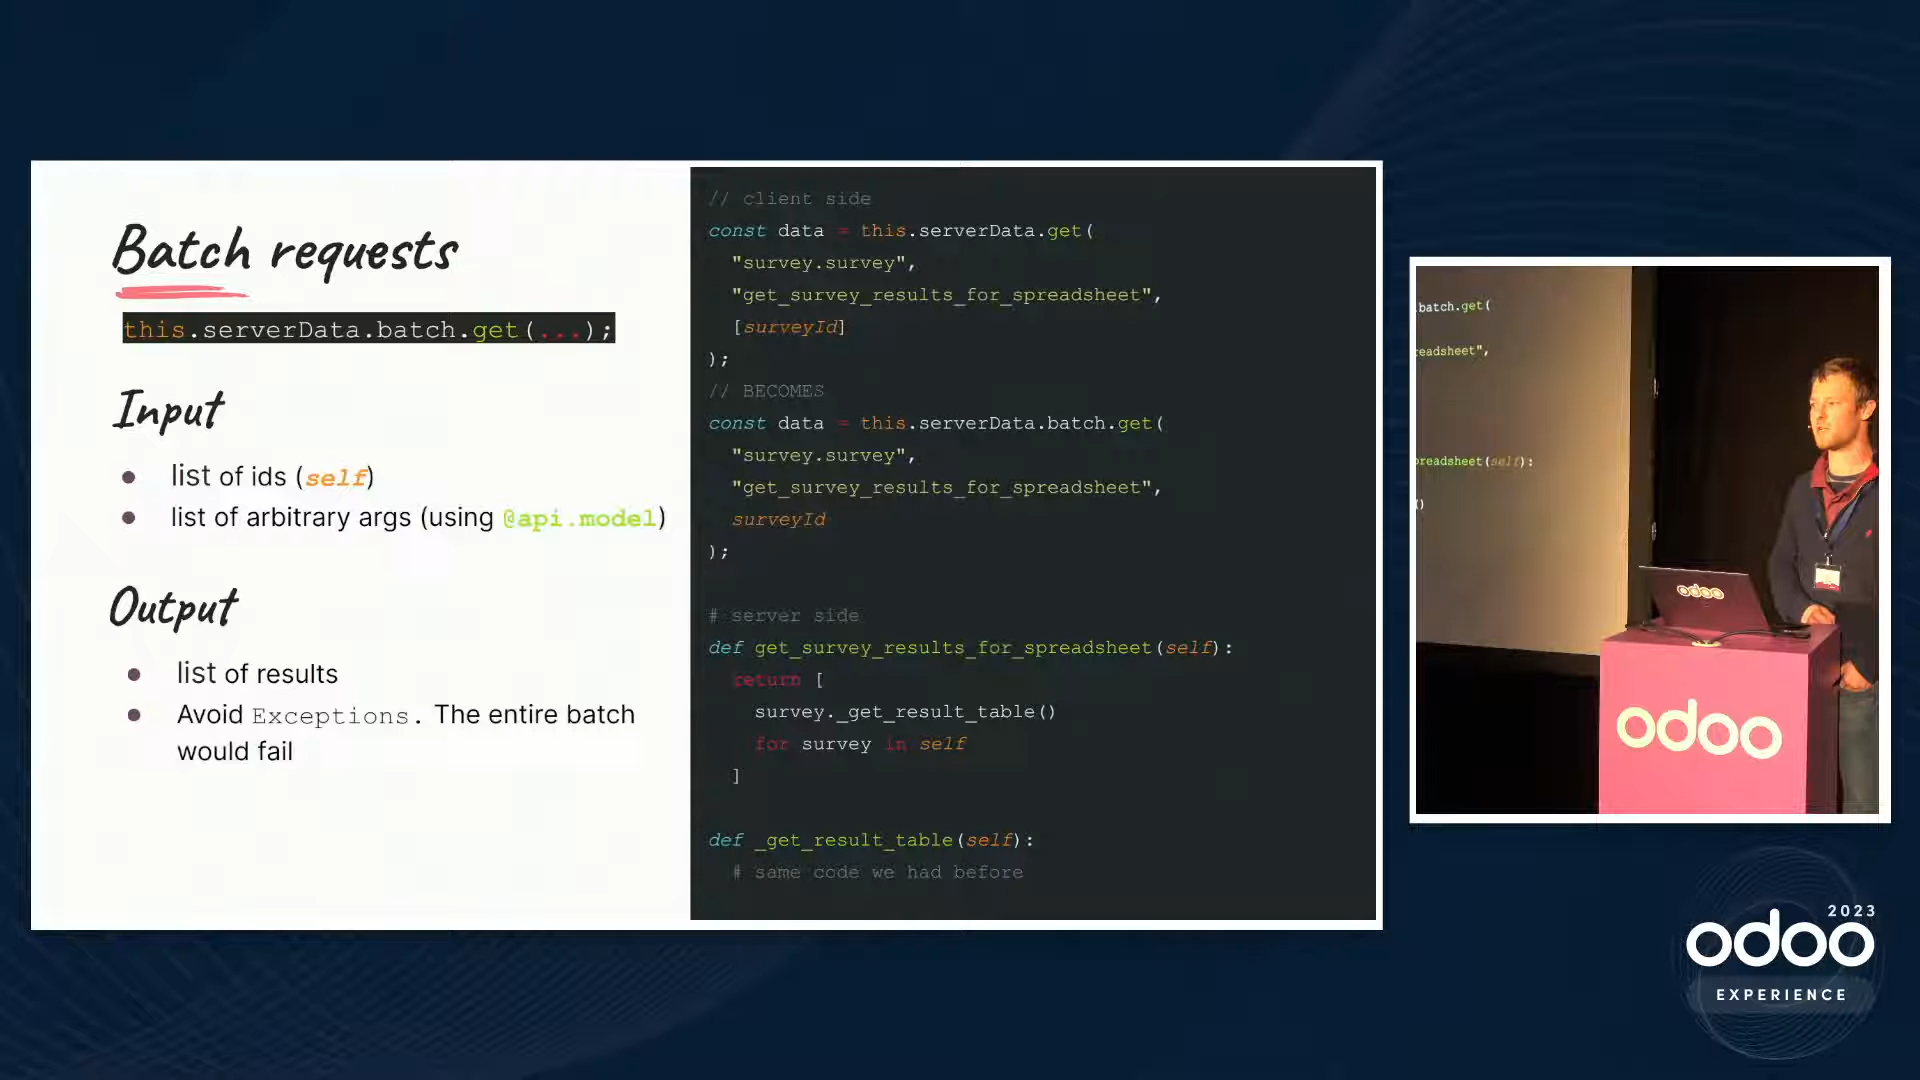 Batch requests
this.serverData.batch.get(...);
Input
● list of ids (self)
● list of arbitrary args (using @api.model)
Output
● list of results
● Avoid Exceptions. The entire batch
would fail
// client side
const data = this.serverData.get(
"survey.survey",
"get_survey_results_for_spreadsheet",
[surveyId]
);
// BECOMES
const data = this.serverData.batch.get(
"survey.survey",
"get_survey_results_for_spreadsheet",
surveyId
);
# server side
def get_survey_results_for_spreadsheet(self):
return [
survey._get_result_table()
for survey in self
]
def _get_result_table(self):
# same code we had before
batch.get(
readsheet",
preadsheet(self):
()
odoo
odoo
2023
odoo
EXPERIENCE